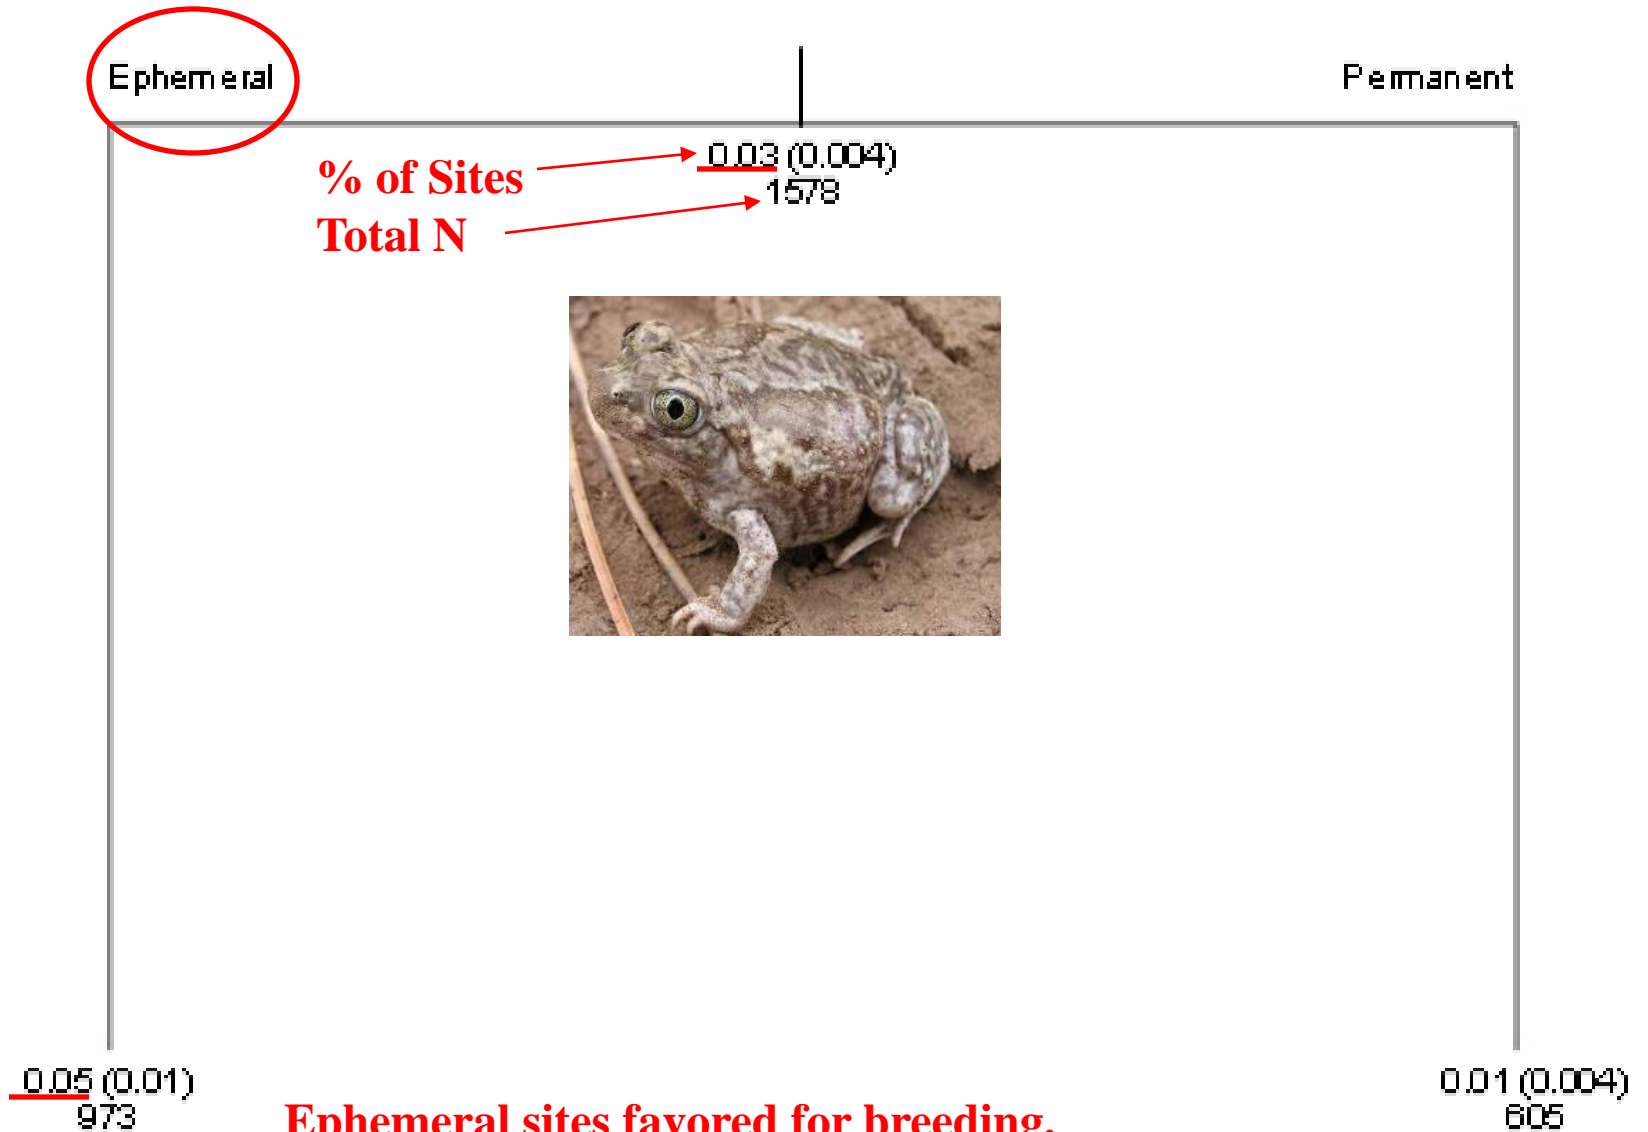 Ephemeral
Permanent
% of Sites
0.03 (0.004)
Total N
1578
0.05 (0.01)
973
0.01 (0.004)
605
Ephemeral sites favored for breeding.